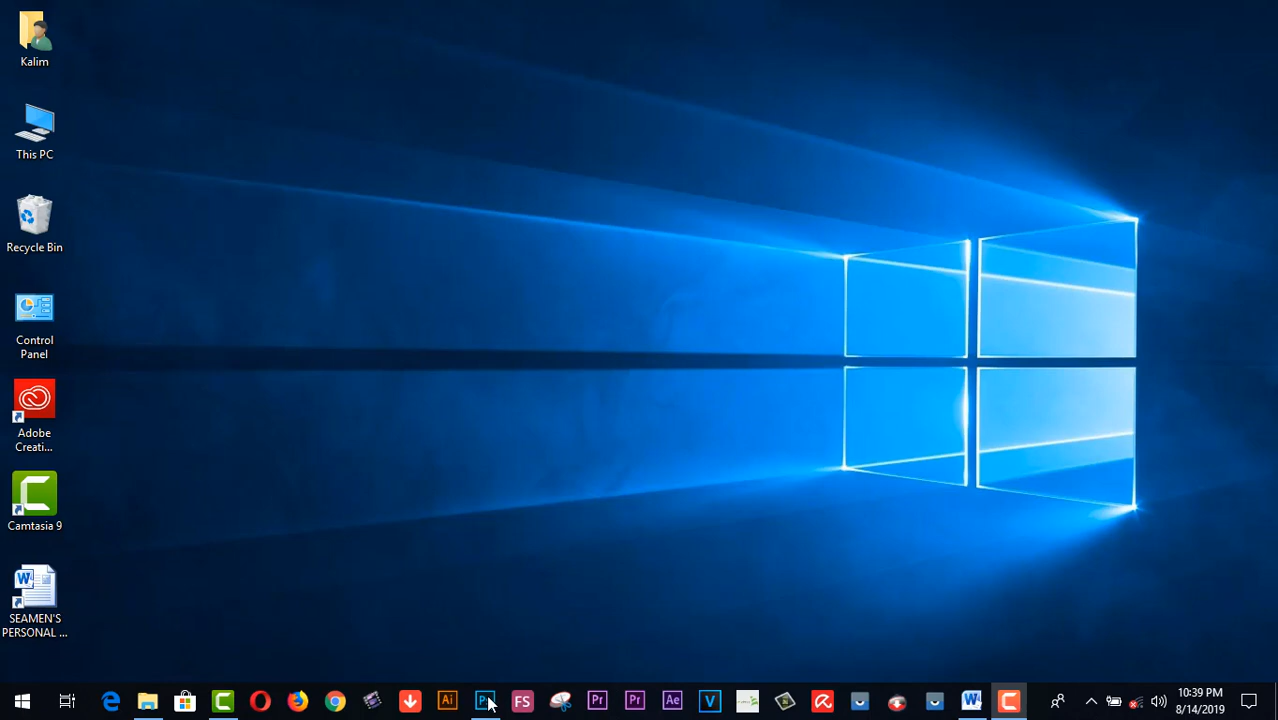 Kalim
This PC
Recycle Bin
Control
Panel
Adobe
Creati...
Camtasia 9
W
SEAMEN'S
PERSONAL ...
Ai
FS
Pr
Pr
Ae
V
W
10:39 PM
8/14/2019